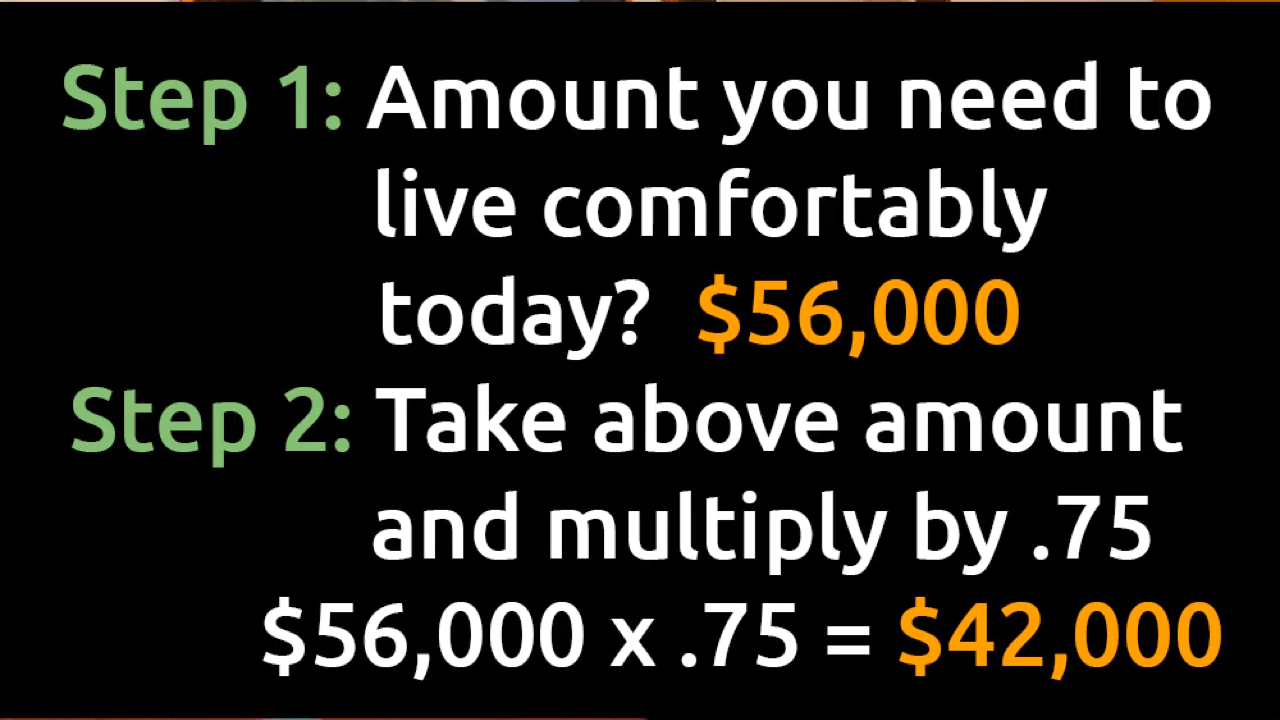 Step 1: Amount you need to
live comfortably
today? $56,000
Step 2: Take above amount
and multiply by .75
$56,000 x .75 = $42,000